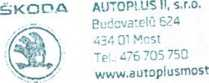 ŠKODA
AUTOPLUS II, s.r.o.
Budovatelů 624
434 01 Most
Tel. 476 705 750
www.autoplusmost